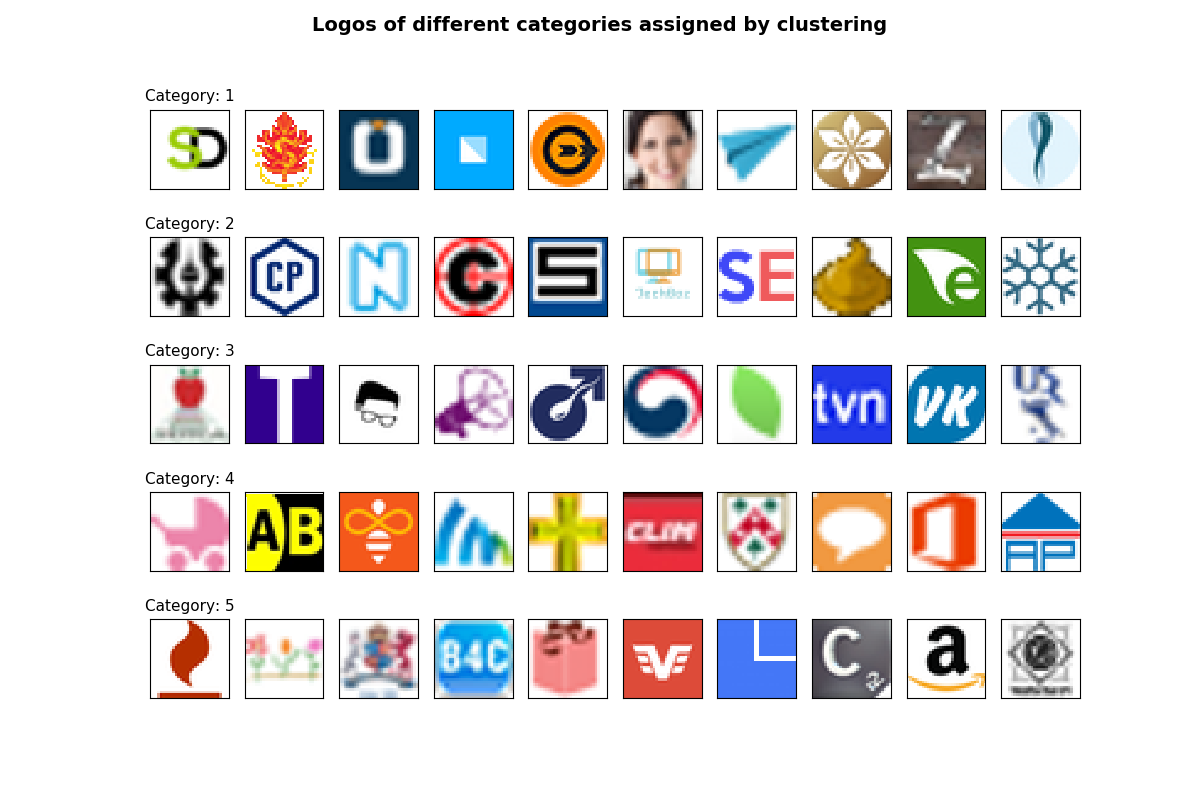 Logos of different categories assigned by clustering
Category: 1
SD
S
Z
Category: 2
CP
N
C
S
SE
e
Category: 3
T
tvn
VK
Category: 4
AB
CLIM
AP
Category: 5
B4C
V
C
2
a